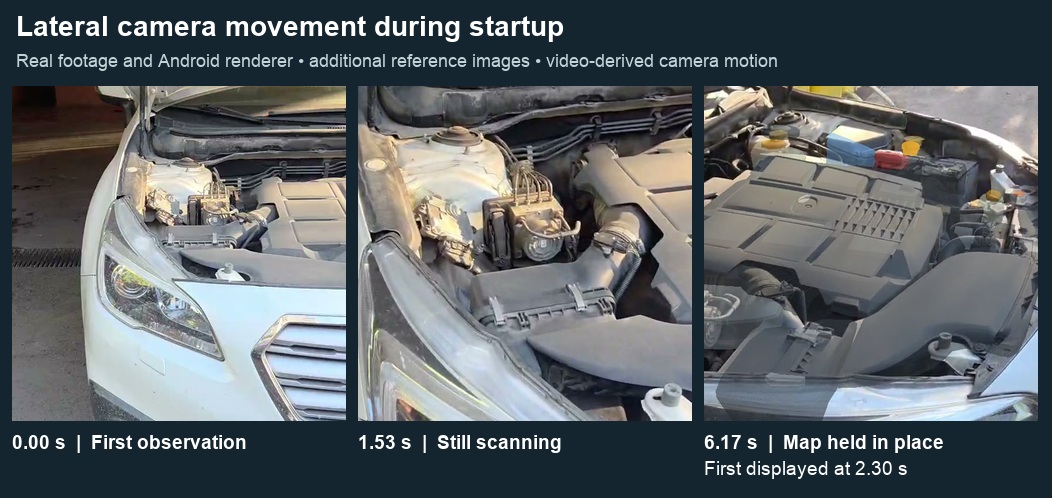 Lateral camera movement during startup
Real footage and Android renderer • additional reference images • video-derived camera motion
0.00 s | First observation
1.53 s | Still scanning
6.17 s | Map held in place
First displayed at 2.30 s